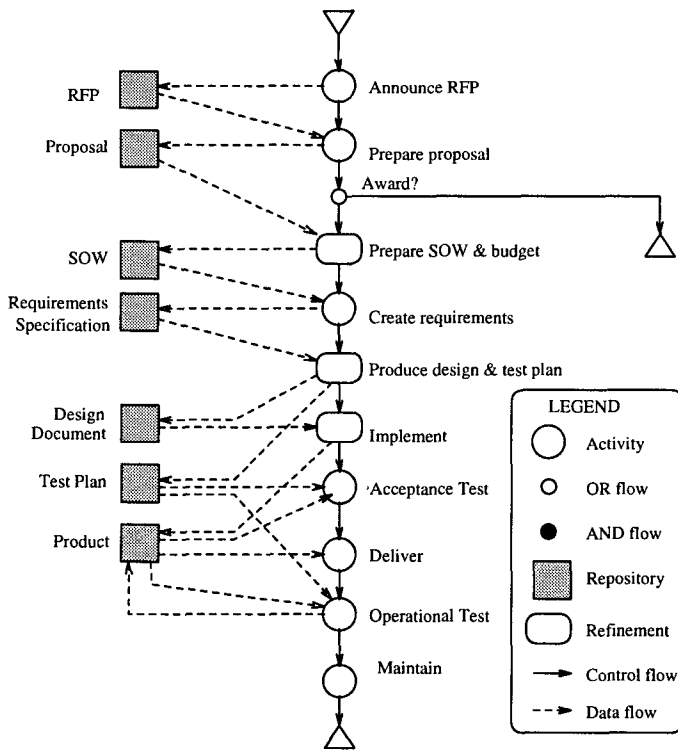 RFP
Announce RFP
Proposal
Prepare proposal
Award?
SOW
Prepare SOW & budget
Requirements
Specification
Create requirements
Produce design & test plan
Design
Document
Implement
Test Plan
Acceptance Test
Product
Deliver
Operational Test
Maintain
LEGEND
Activity
OR flow
AND flow
Repository
Refinement
Control flow
Data flow